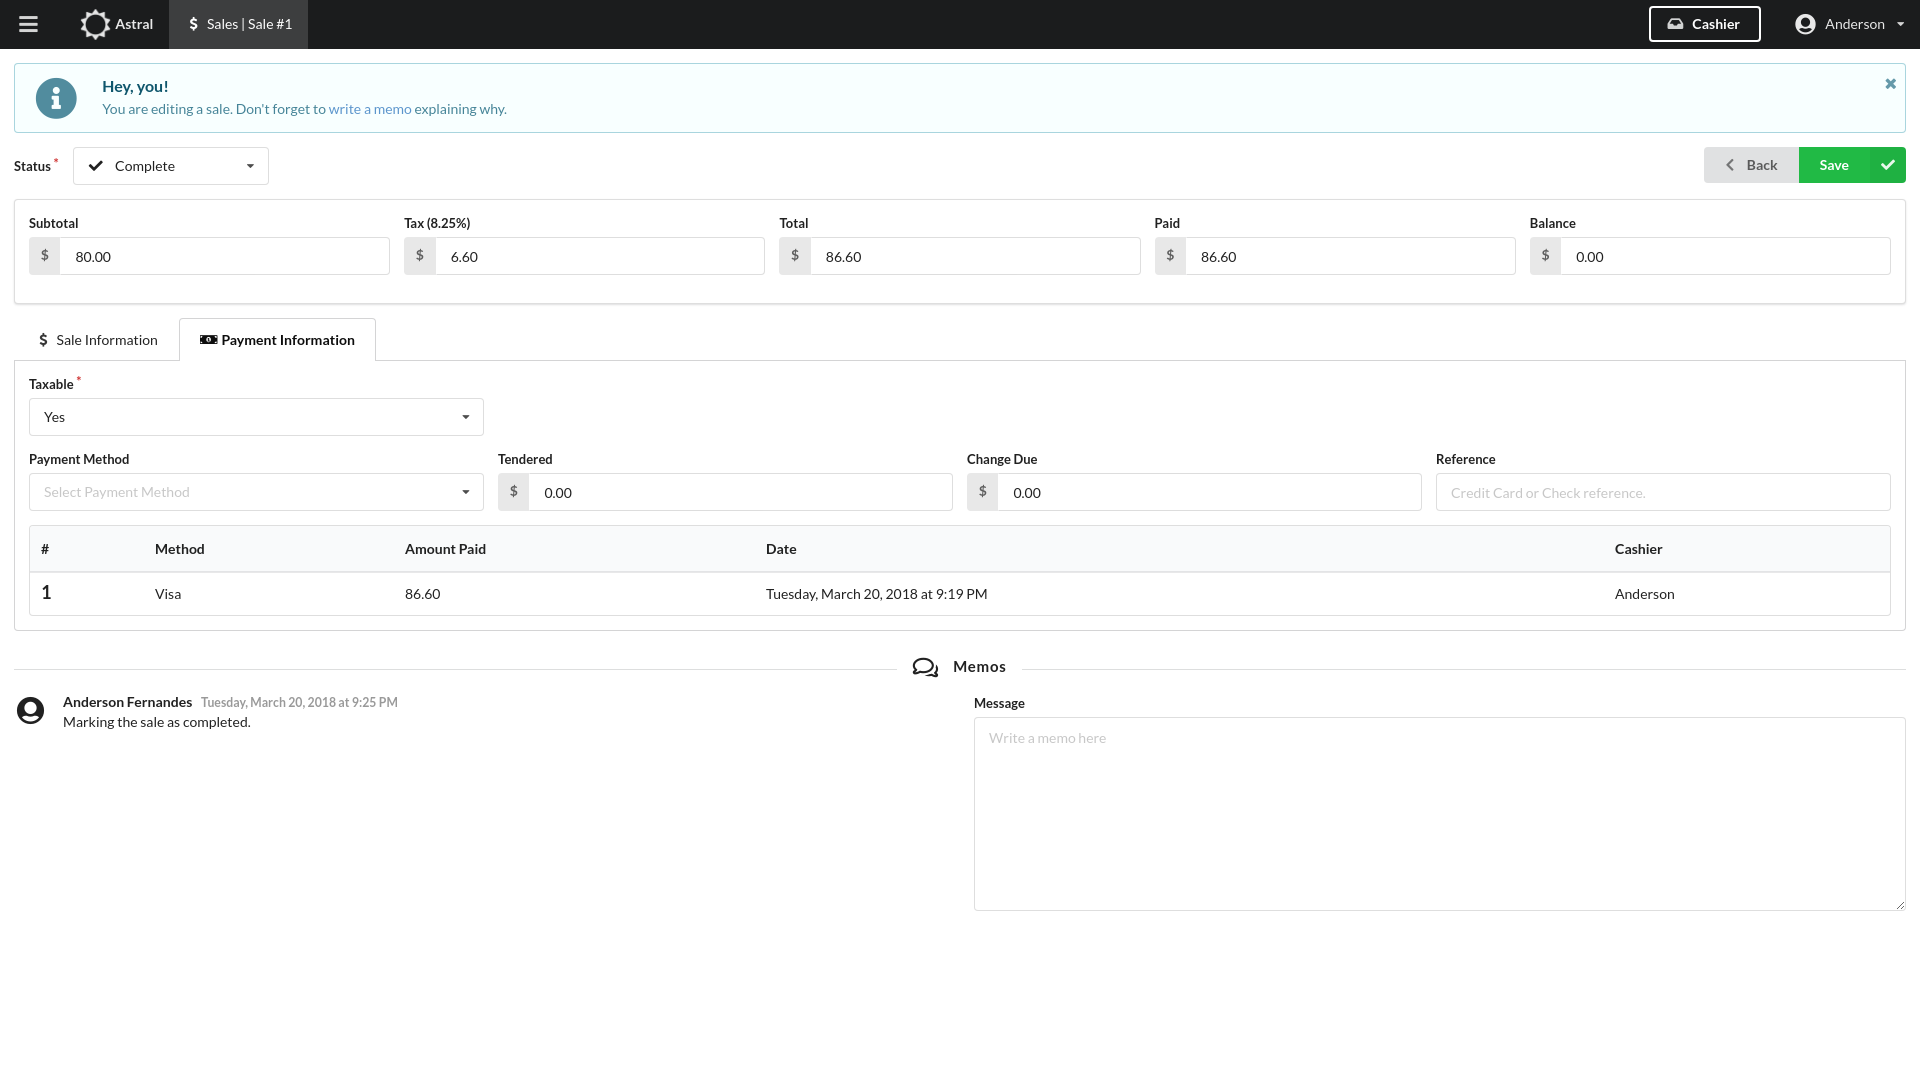 Astral
$ Sales | Sale #1
Cashier
Anderson
Hey, you!
You are editing a sale. Don't forget to write a memo explaining why.
Status *
Complete
Back
Save
Subtotal
Tax (8.25%)
Total
Paid
Balance
$ 80.00
$ 6.60
$ 86.60
$ 86.60
$ 0.00
$ Sale Information
Payment Information
Taxable *
Yes
Payment Method
Tendered
Change Due
Reference
Select Payment Method
$ 0.00
$ 0.00
Credit Card or Check reference.
# Method Amount Paid Date Cashier
1 Visa 86.60 Tuesday, March 20, 2018 at 9:19 PM Anderson
Memos
Anderson Fernandes Tuesday, March 20, 2018 at 9:25 PM
Marking the sale as completed.
Message
Write a memo here